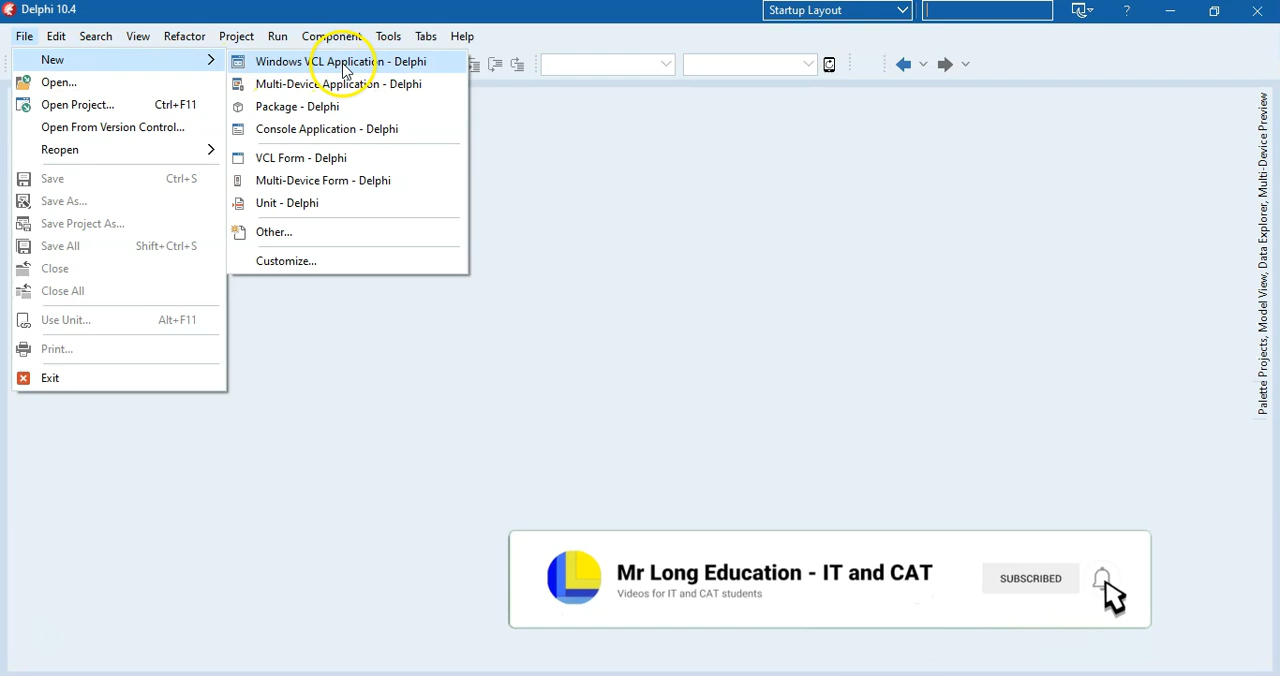 Delphi 10.4
Startup Layout
?
File Edit Search View Refactor Project Run Component Tools Tabs Help
New
Open...
Open Project... Ctrl+F11
Open From Version Control...
Reopen
Save Ctrl+S
Save As...
Save Project As...
Save All Shift+Ctrl+S
Close
Close All
Use Unit... Alt+F11
Print...
Exit
Windows VCL Application - Delphi
Multi-Device Application - Delphi
Package - Delphi
Console Application - Delphi
VCL Form - Delphi
Multi-Device Form - Delphi
Unit - Delphi
Other...
Customize...
Palette Projects, Model View, Data Explorer, Multi-Device Preview
Mr Long Education - IT and CAT
Videos for IT and CAT students
SUBSCRIBED